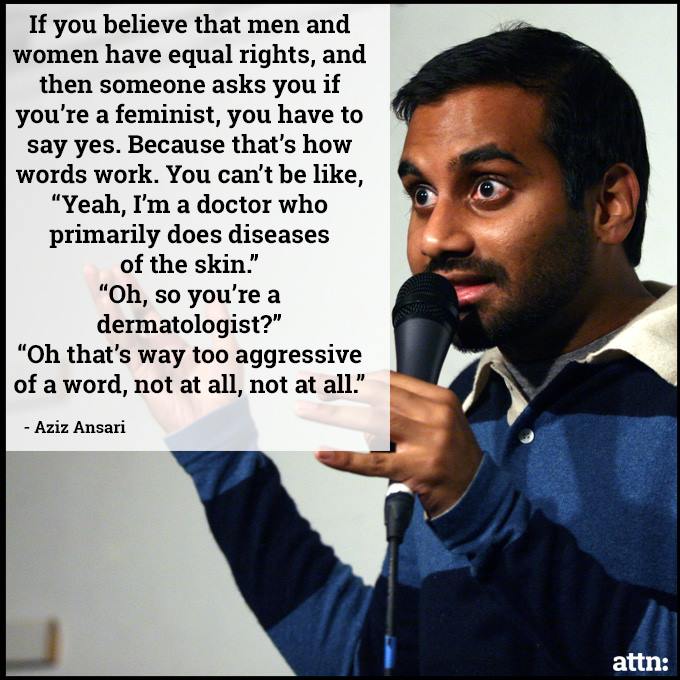 If you believe that men and
women have equal rights, and
then someone asks you if
you’re a feminist, you have to
say yes. Because that’s how
words work. You can’t be like,
“Yeah, I’m a doctor who
primarily does diseases
of the skin.”
“Oh, so you’re a
dermatologist?”
“Oh that’s way too aggressive
of a word, not at all, not at all.”
- Aziz Ansari
attn: